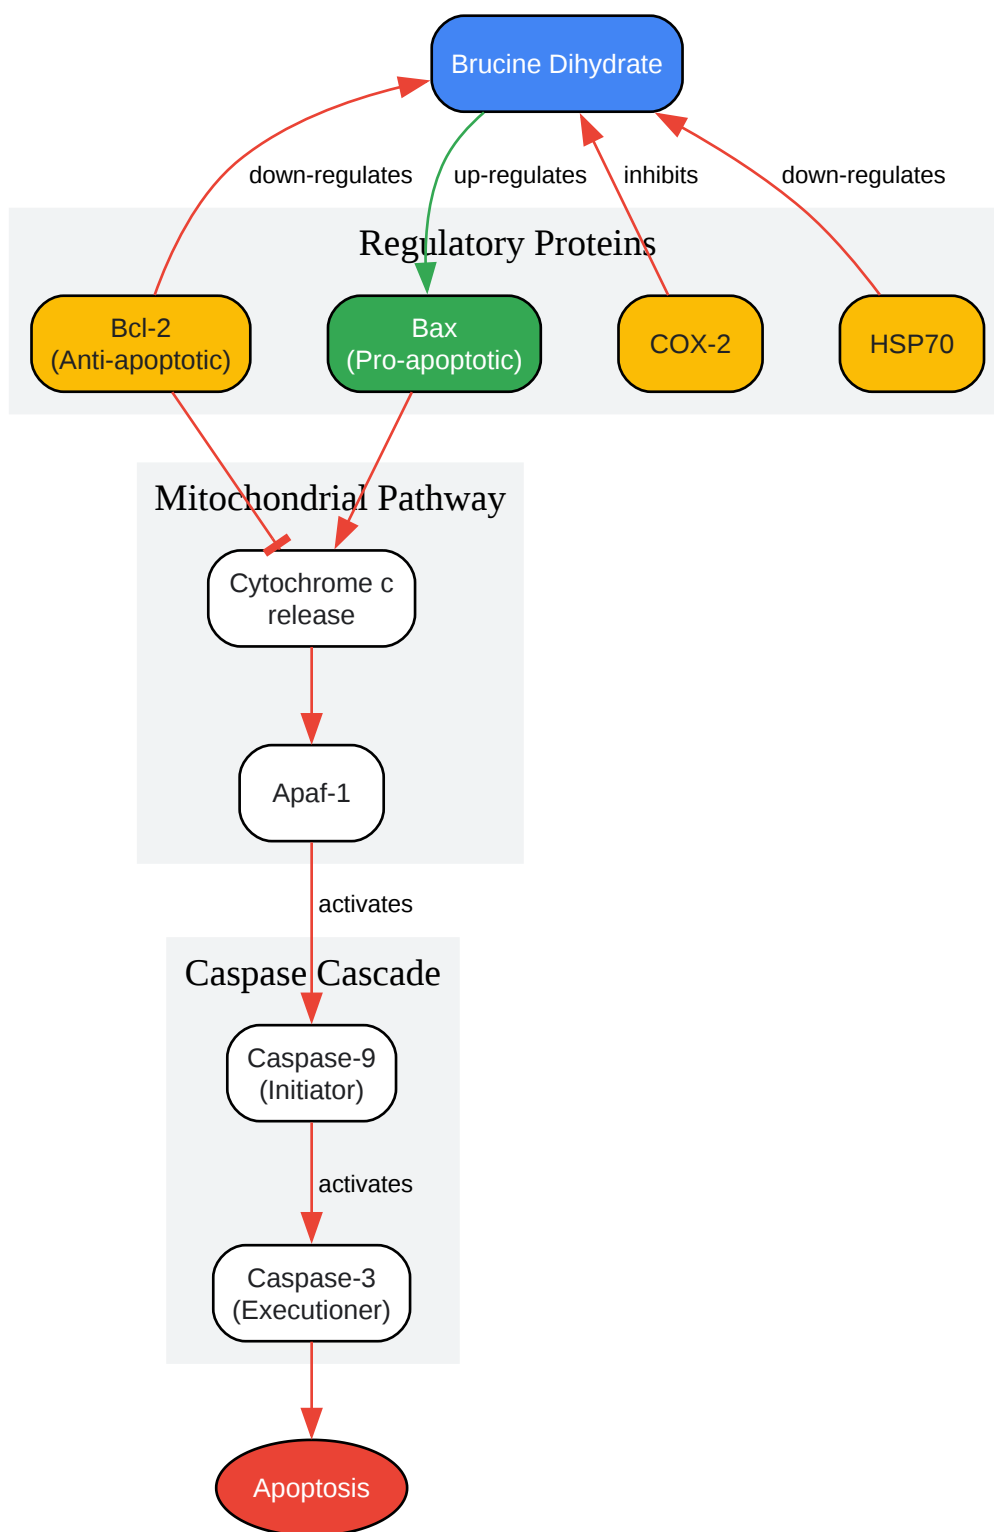 Brucine Dihydrate
down-regulates
up-regulates
inhibits
down-regulates
Regulatory Proteins
Bcl-2
(Anti-apoptotic)
Bax
(Pro-apoptotic)
COX-2
HSP70
Mitochondrial Pathway
Cytochrome c
release
Apaf-1
activates
Caspase Cascade
Caspase-9
(Initiator)
activates
Caspase-3
(Executioner)
Apoptosis